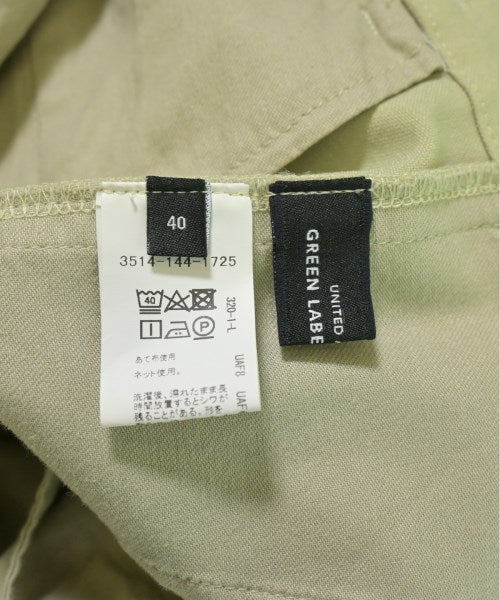 40
3514-144-1725
40
P
320-1-L
あて布使用
ネット使用。
UAF8 UAF
洗濯後、濡れたまま長
時間放置するとシワが
残ることがある。形を
GREEN LABE
UNITED